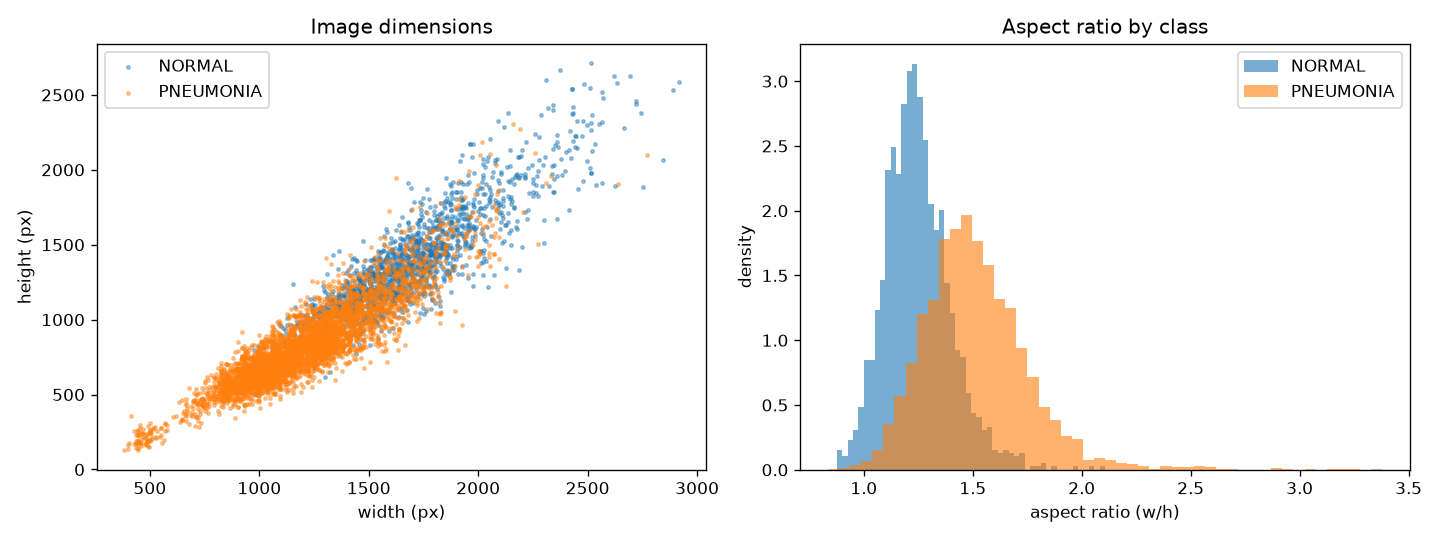 Image dimensions
NORMAL
PNEUMONIA
2500
2000
1500
1000
500
0
height (px)
500 1000 1500 2000 2500 3000
width (px)
Aspect ratio by class
NORMAL
PNEUMONIA
3.0
2.5
2.0
1.5
1.0
0.5
0.0
density
1.0 1.5 2.0 2.5 3.0 3.5
aspect ratio (w/h)